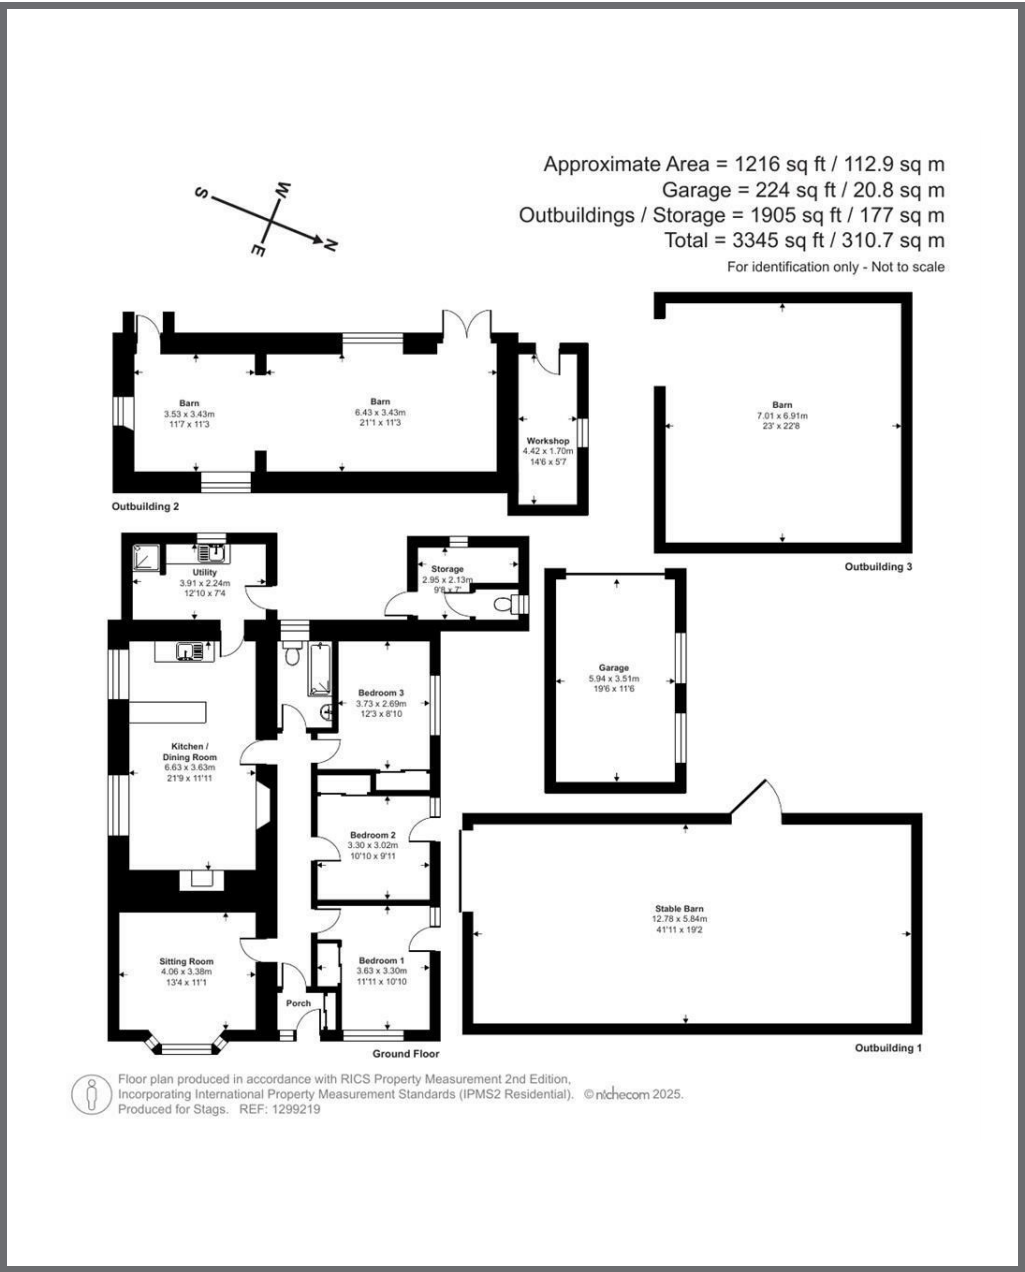 Approximate Area = 1216 sq ft / 112.9 sq m
Garage = 224 sq ft / 20.8 sq m
Outbuildings / Storage = 1905 sq ft / 177 sq m
Total = 3345 sq ft / 310.7 sq m
For identification only - Not to scale
S
W
N
E
Barn
3.53 x 3.43m
11'7 x 11'3
Barn
6.43 x 3.43m
21'1 x 11'3
Workshop
4.42 x 1.70m
14'6 x 5'7
Outbuilding 2
Barn
7.01 x 6.91m
23' x 22'8
Outbuilding 3
Utility
3.91 x 2.24m
12'10 x 7'4
Storage
2.95 x 2.13m
9'8 x 7'
Garage
5.94 x 3.51m
19'6 x 11'6
Bedroom 3
3.73 x 2.69m
12'3 x 8'10
Kitchen /
Dining Room
6.63 x 3.63m
21'9 x 11'11
Bedroom 2
3.30 x 3.02m
10'10 x 9'11
Stable Barn
12.78 x 5.84m
41'11 x 19'2
Sitting Room
4.06 x 3.38m
13'4 x 11'1
Bedroom 1
3.63 x 3.30m
11'11 x 10'10
Porch
Ground Floor
Outbuilding 1
Floor plan produced in accordance with RICS Property Measurement 2nd Edition,
Incorporating International Property Measurement Standards (IPMS2 Residential). © nichecom 2025.
Produced for Stags. REF: 1299219